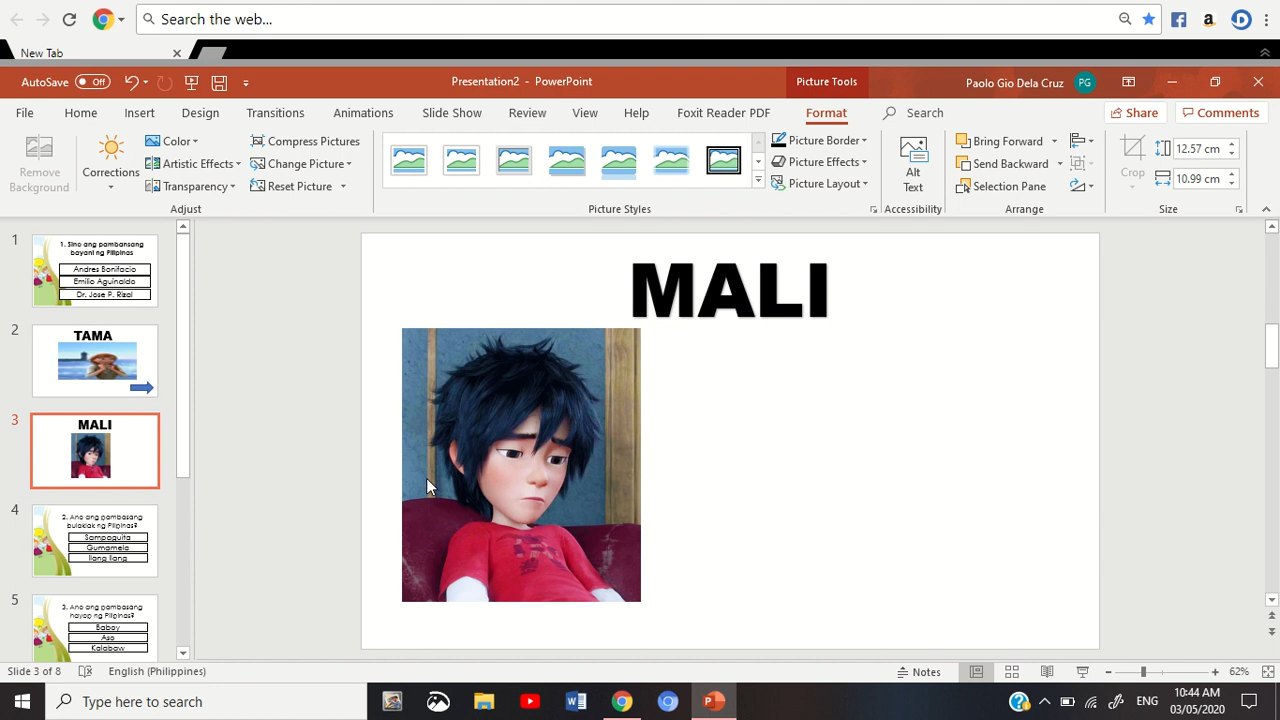 Search the web...
New Tab
AutoSave Off
Presentation2 - PowerPoint
Picture Tools
Paolo Gio Dela Cruz PG
File Home Insert Design Transitions Animations Slide Show Review View Help Foxit Reader PDF Format Search Share Comments
Remove Background
Corrections
Color
Artistic Effects
Transparency
Compress Pictures
Change Picture
Reset Picture
Adjust
Picture Styles
Picture Border
Picture Effects
Picture Layout
Alt Text
Accessibility
Bring Forward
Send Backward
Selection Pane
Arrange
Crop
12.57 cm
10.99 cm
Size
1
1. Sino ang pambansang
bayani ng Pilipinas
Andres Bonifacio
Emilio Aguinaldo
Dr. Jose P. Rizal
2
TAMA
3
MALI
4
2. Ano ang pambasang
bulaklak ng Pilipinas?
Sampaguita
Gumamela
Ilang Ilang
5
3. Ano ang pambasang
hayop ng Pilipinas?
Baboy
Aso
Kalabaw
MALI
Slide 3 of 8
English (Philippines)
Notes
62%
Type here to search
ENG
10:44 AM
03/05/2020